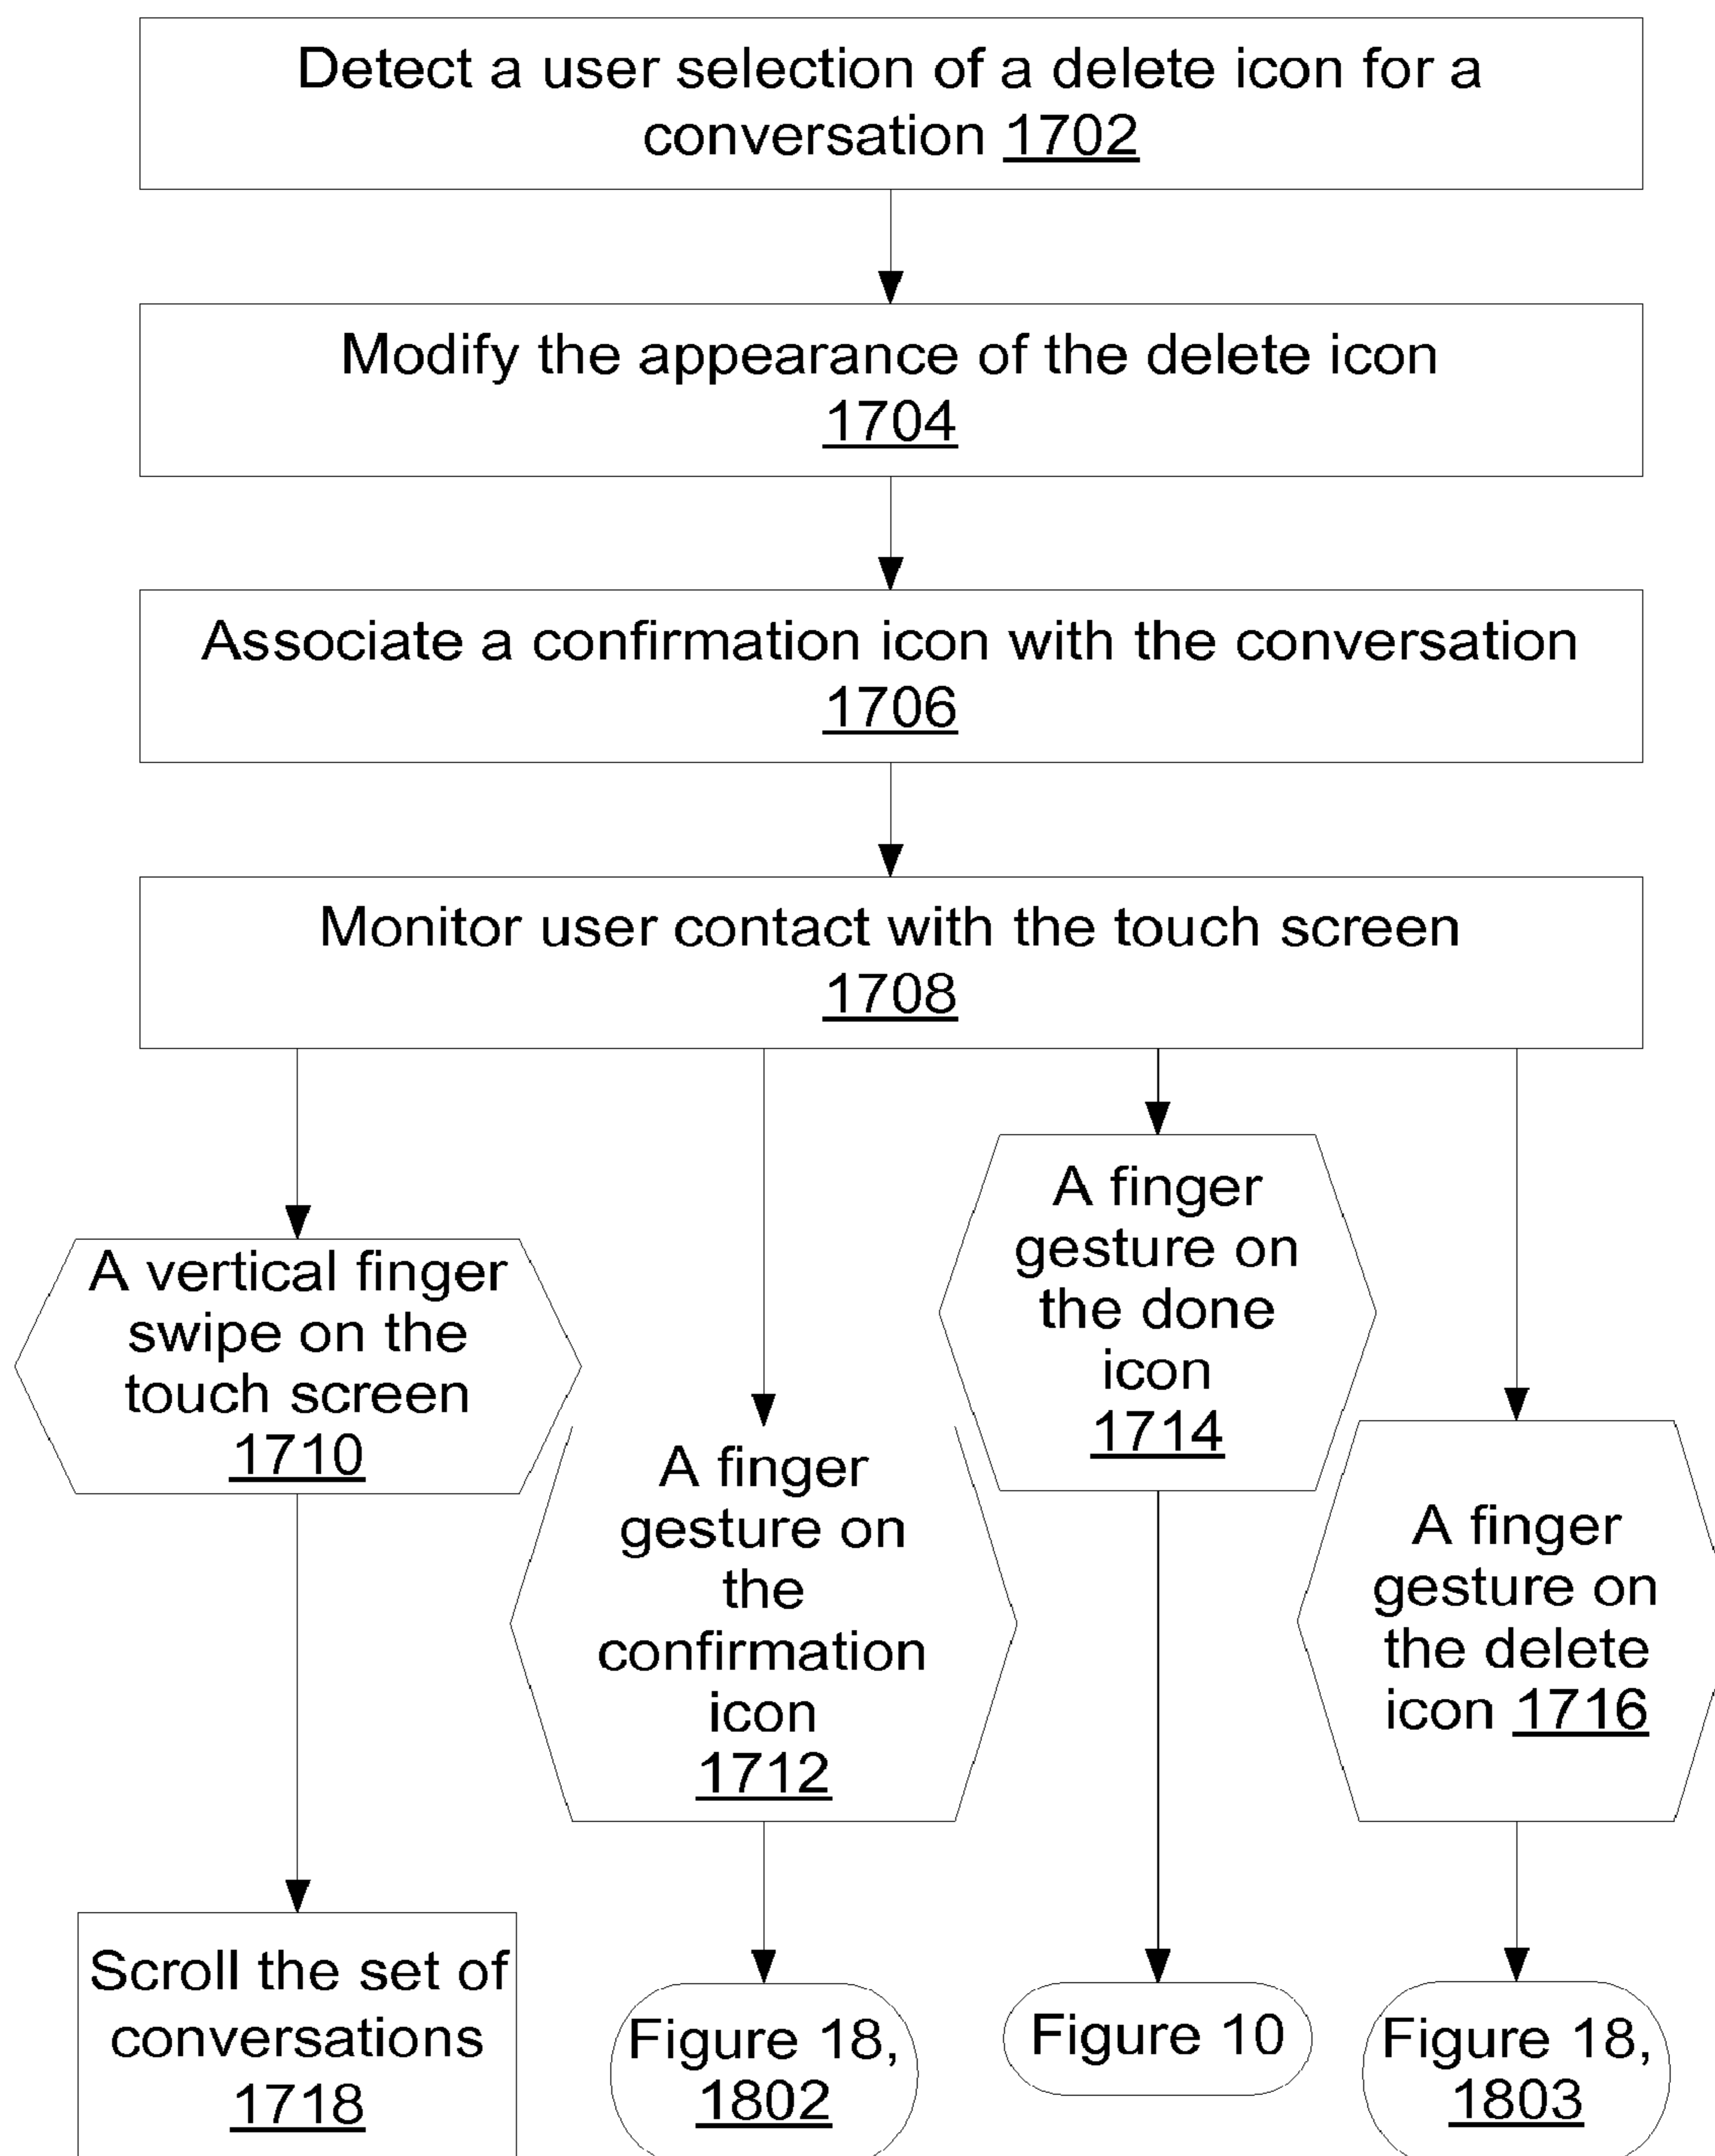 Detect a user selection of a delete icon for a
conversation 1702
Modify the appearance of the delete icon
1704
Associate a confirmation icon with the conversation
1706
Monitor user contact with the touch screen
1708
A vertical finger
swipe on the
touch screen
1710
A finger
gesture on
the
confirmation
icon
1712
A finger
gesture on
the done
icon
1714
A finger
gesture on
the delete
icon 1716
Scroll the set of
conversations
1718
Figure 18,
1802
Figure 10
Figure 18,
1803